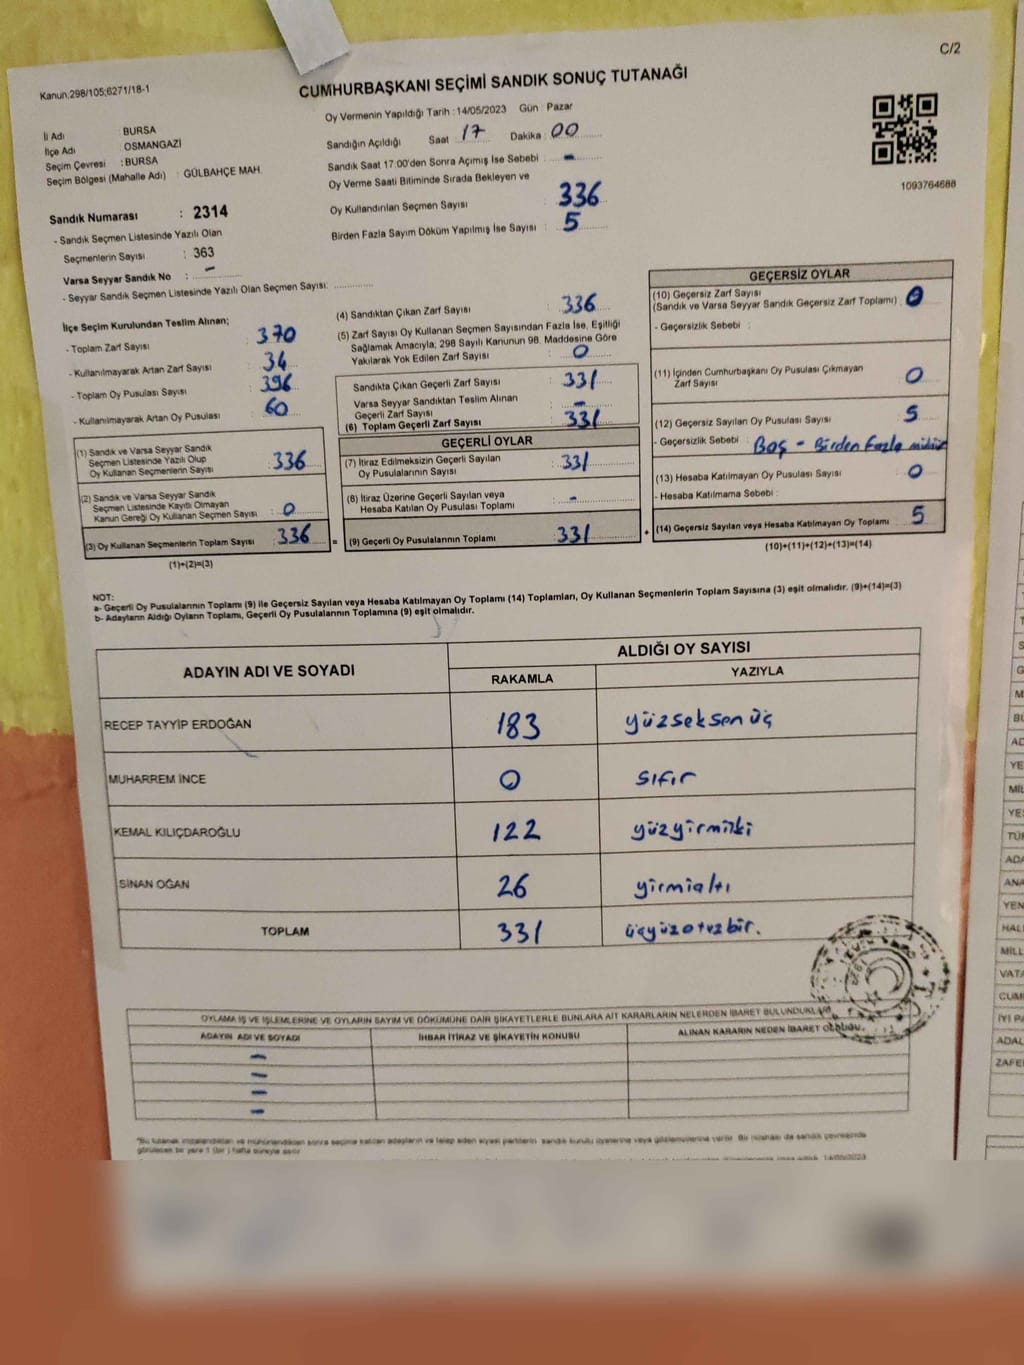 C/2
Kanun;298/105;6271/18-1
CUMHURBAŞKANI SEÇİMİ SANDIK SONUÇ TUTANAĞI
Oy Vermenin Yapıldığı Tarih : 14/05/2023 Gün : Pazar
İl Adı : BURSA
İlçe Adı : OSMANGAZİ
Seçim Çevresi : BURSA
Seçim Bölgesi (Mahalle Adı) : GÜLBAHÇE MAH.
Sandık Numarası : 2314
- Sandık Seçmen Listesinde Yazılı Olan
Seçmenlerin Sayısı : 363
Varsa Seyyar Sandık No : -
- Seyyar Sandık Seçmen Listesinde Yazılı Olan Seçmen Sayısı: ..............
Sandığın Açıldığı Saat : 17 Dakika : 00
Sandık Saat 17:00'den Sonra Açımış İse Sebebi : -
Oy Verme Saati Bitiminde Sırada Bekleyen ve
Oy Kullandırılan Seçmen Sayısı : 336
Birden Fazla Sayım Döküm Yapılmış İse Sayısı : 5
1093764688
İlçe Seçim Kurulundan Teslim Alınan;
- Toplam Zarf Sayısı : 370
- Kullanılmayarak Artan Zarf Sayısı : 34
- Toplam Oy Pusulası Sayısı : 396
- Kullanılmayarak Artan Oy Pusulası : 60
(1) Sandık ve Varsa Seyyar Sandık
Seçmen Listesinde Yazılı Olup
Oy Kullanan Seçmenlerin Sayısı : 336
(2) Sandık ve Varsa Seyyar Sandık
Seçmen Listesinde Kayıtlı Olmayan
Kanun Gereği Oy Kullanan Seçmen Sayısı : 0
(3) Oy Kullanan Seçmenlerin Toplam Sayısı : 336
(1)+(2)=(3)
(4) Sandıktan Çıkan Zarf Sayısı : 336
(5) Zarf Sayısı Oy Kullanan Seçmen Sayısından Fazla İse, Eşitliği
Sağlamak Amacıyla; 298 Sayılı Kanunun 98. Maddesine Göre
Yakılarak Yok Edilen Zarf Sayısı : 0
Sandıkta Çıkan Geçerli Zarf Sayısı : 331
Varsa Seyyar Sandıktan Teslim Alınan
Geçerli Zarf Sayısı : -
(6) Toplam Geçerli Zarf Sayısı : 331
GEÇERLİ OYLAR
(7) İtiraz Edilmeksizin Geçerli Sayılan
Oy Pusulalarının Sayısı : 331
(8) İtiraz Üzerine Geçerli Sayılan veya
Hesaba Katılan Oy Pusulası Toplamı : -
= (9) Geçerli Oy Pusulalarının Toplamı : 331
GEÇERSİZ OYLAR
(10) Geçersiz Zarf Sayısı
(Sandık ve Varsa Seyyar Sandık Geçersiz Zarf Toplamı) : 0
- Geçersizlik Sebebi :
(11) İçinden Cumhurbaşkanı Oy Pusulası Çıkmayan
Zarf Sayısı : 0
(12) Geçersiz Sayılan Oy Pusulası Sayısı : 5
- Geçersizlik Sebebi : Boş - Birden fazla mühür
(13) Hesaba Katılmayan Oy Pusulası Sayısı : 0
- Hesaba Katılmama Sebebi :
+ (14) Geçersiz Sayılan veya Hesaba Katılmayan Oy Toplamı : 5
(10)+(11)+(12)+(13)=(14)
NOT:
a- Geçerli Oy Pusulalarının Toplamı (9) ile Geçersiz Sayılan veya Hesaba Katılmayan Oy Toplamı (14) Toplamları, Oy Kullanan Seçmenlerin Toplam Sayısına (3) eşit olmalıdır. (9)+(14)=(3)
b- Adayların Aldığı Oyların Toplamı, Geçerli Oy Pusulalarının Toplamına (9) eşit olmalıdır.
ADAYIN ADI VE SOYADI
ALDIĞI OY SAYISI
RAKAMLA YAZIYLA
RECEP TAYYİP ERDOĞAN 183 yüzseksenüç
MUHARREM İNCE 0 sıfır
KEMAL KILIÇDAROĞLU 122 yüzyirmiiki
SİNAN OĞAN 26 yirmialtı
TOPLAM 331 üçyüzotuzbir.
OYLAMA İŞ VE İŞLEMLERİNE VE OYLARIN SAYIM VE DÖKÜMÜNE DAİR ŞİKAYETLERLE BUNLARA AİT KARARLARIN NELERDEN İBARET BULUNDUKLARI
ADAYIN ADI VE SOYADI İHBAR İTİRAZ VE ŞİKAYETİN KONUSU ALINAN KARARIN NEDEN İBARET OLDUĞU.
-
-
-
-